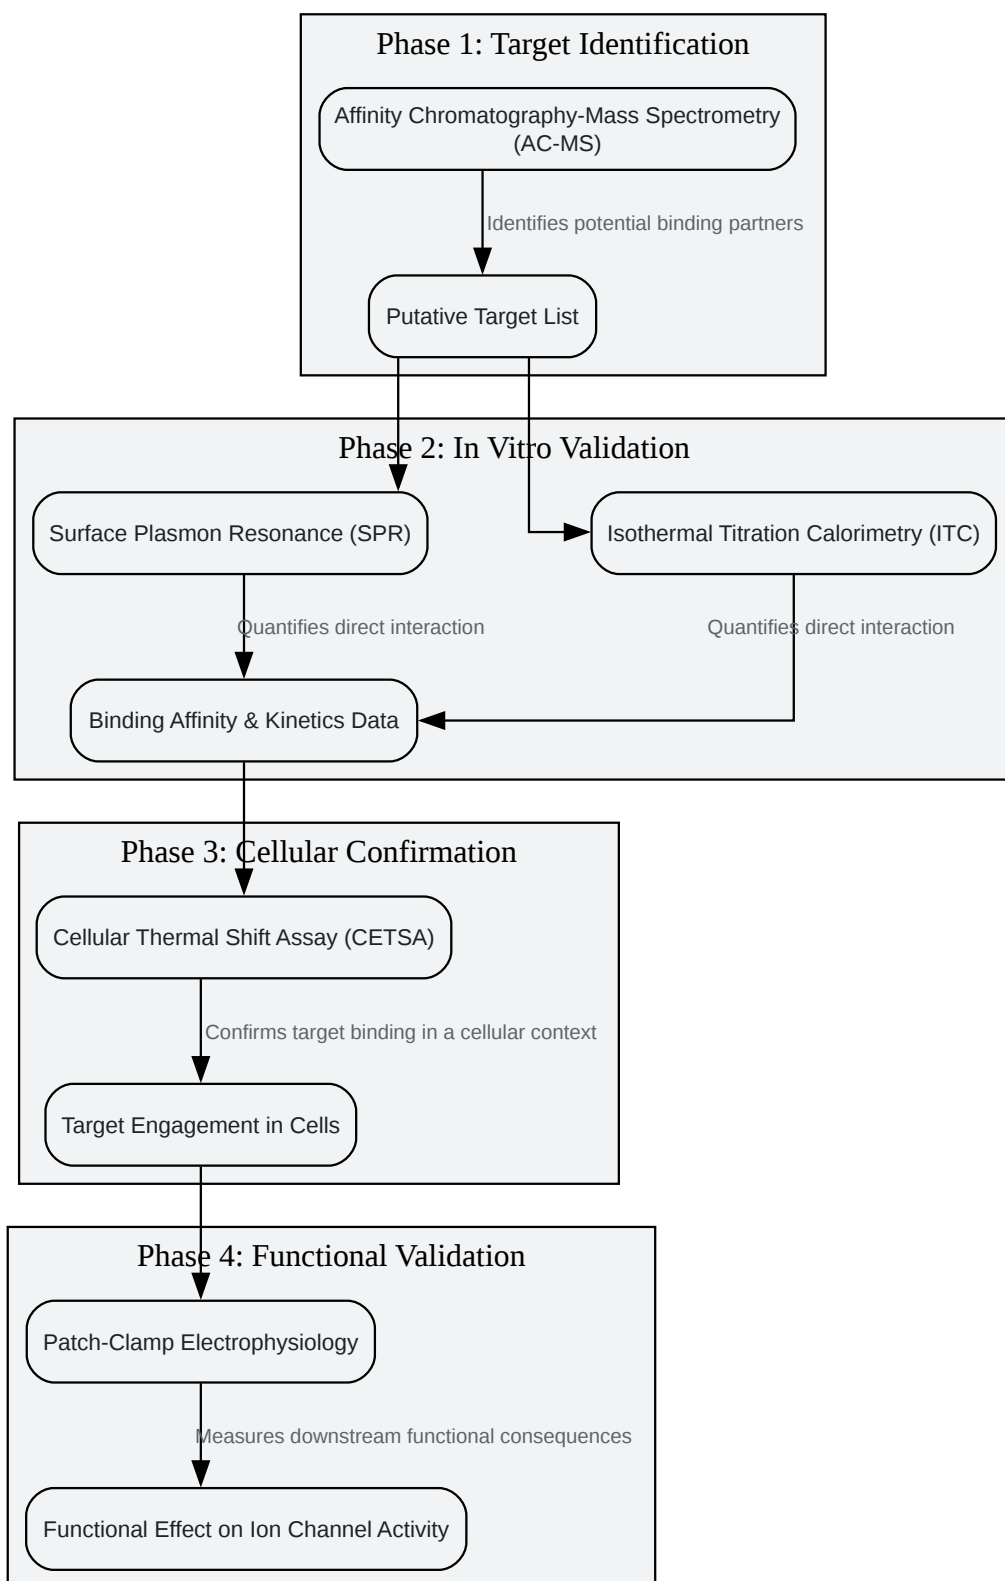 Phase 1: Target Identification
Affinity Chromatography-Mass Spectrometry
(AC-MS)
Identifies potential binding partners
Putative Target List
Phase 2: In Vitro Validation
Surface Plasmon Resonance (SPR)
Isothermal Titration Calorimetry (ITC)
Quantifies direct interaction
Quantifies direct interaction
Binding Affinity & Kinetics Data
Phase 3: Cellular Confirmation
Cellular Thermal Shift Assay (CETSA)
Confirms target binding in a cellular context
Target Engagement in Cells
Phase 4: Functional Validation
Patch-Clamp Electrophysiology
Measures downstream functional consequences
Functional Effect on Ion Channel Activity